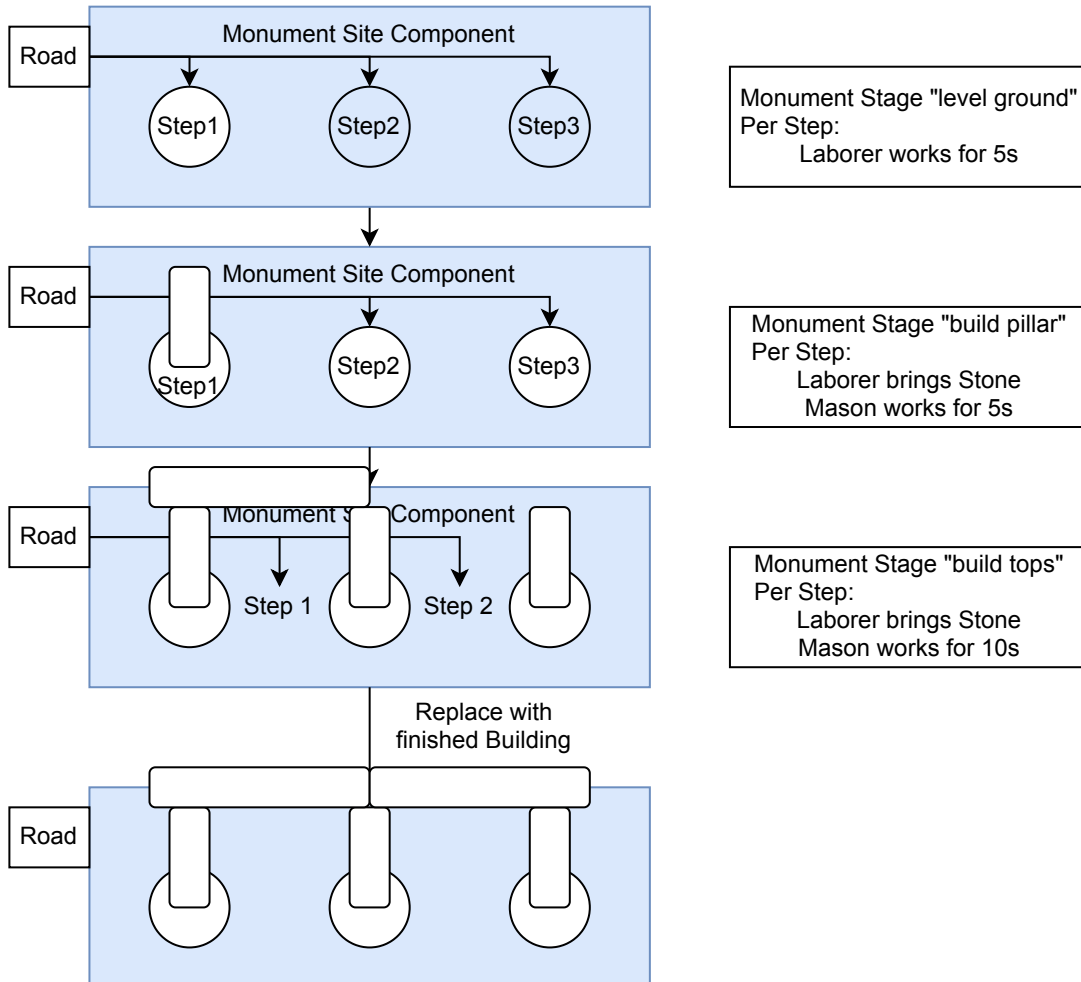 Monument Site Component
Road
Step1
Step2
Step3
Monument Stage "level ground"
Per Step:
Laborer works for 5s
Monument Site Component
Road
Step1
Step2
Step3
Monument Stage "build pillar"
Per Step:
Laborer brings Stone
Mason works for 5s
Monument S Component
Road
Step 1
Step 2
Monument Stage "build tops"
Per Step:
Laborer brings Stone
Mason works for 10s
Replace with
finished Building
Road